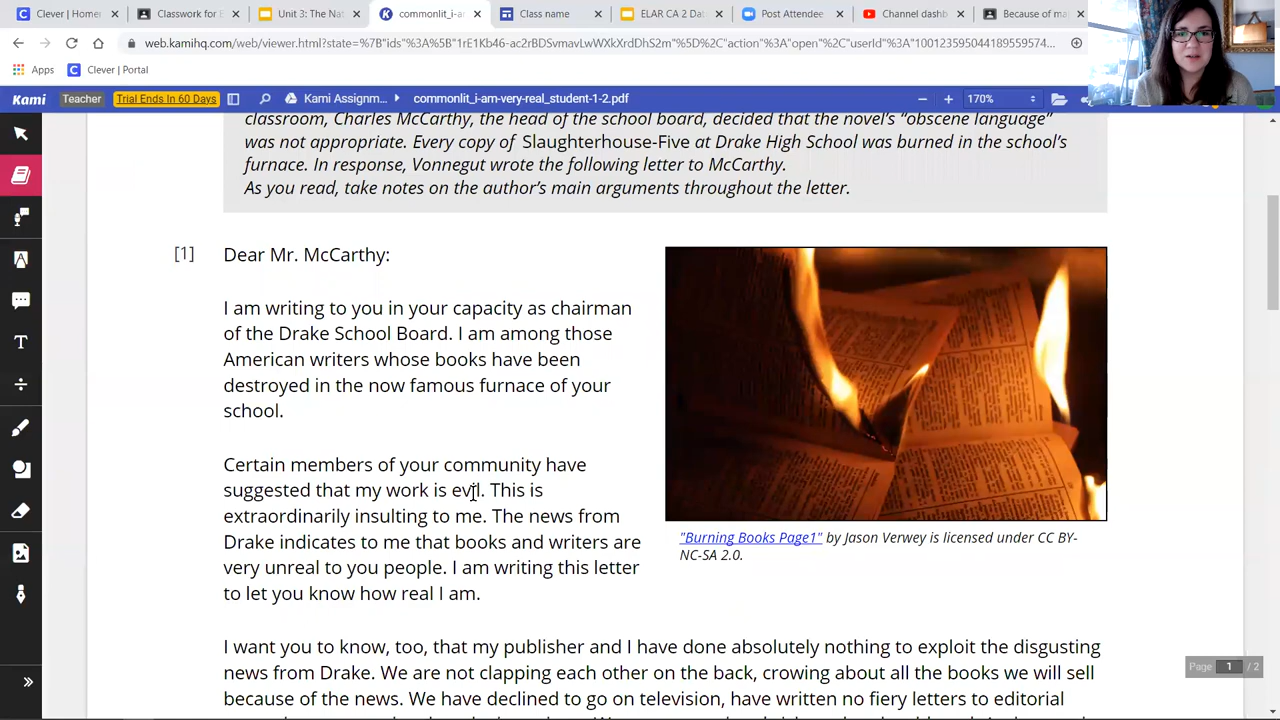 Clever | Home
Classwork for E
Unit 3: The Na
commonlit_i-a
Class name
ELAR CA 2 Data
Post Attendee
Channel dashb
Because of ma
web.kamihq.com/web/viewer.html?state=%7B"ids"%3A%5B"1rE1Pb46-ac2rBDSvmavLwWXkXrdDhS2m"%5D%2C"action"%3A"open"%2C"userId"%3A"1001235950441895595 74...
Apps
Clever | Portal
Kami
Teacher
Trial Ends In 60 Days
Kami Assignm...
commonlit_i-am-very-real_student-1-2.pdf
170%
classroom, Charles McCarthy, the head of the school board, decided that the novel's "obscene language"
was not appropriate. Every copy of Slaughterhouse-Five at Drake High School was burned in the school's
furnace. In response, Vonnegut wrote the following letter to McCarthy.
As you read, take notes on the author's main arguments throughout the letter.
[1] Dear Mr. McCarthy:
I am writing to you in your capacity as chairman
of the Drake School Board. I am among those
American writers whose books have been
destroyed in the now famous furnace of your
school.
Certain members of your community have
suggested that my work is evil. This is
extraordinarily insulting to me. The news from
Drake indicates to me that books and writers are
very unreal to you people. I am writing this letter
to let you know how real I am.
"Burning Books Page1" by Jason Verwey is licensed under CC BY-
NC-SA 2.0.
I want you to know, too, that my publisher and I have done absolutely nothing to exploit the disgusting
news from Drake. We are not clapping each other on the back, crowing about all the books we will sell
because of the news. We have declined to go on television, have written no fiery letters to editorial
Page 1 / 2